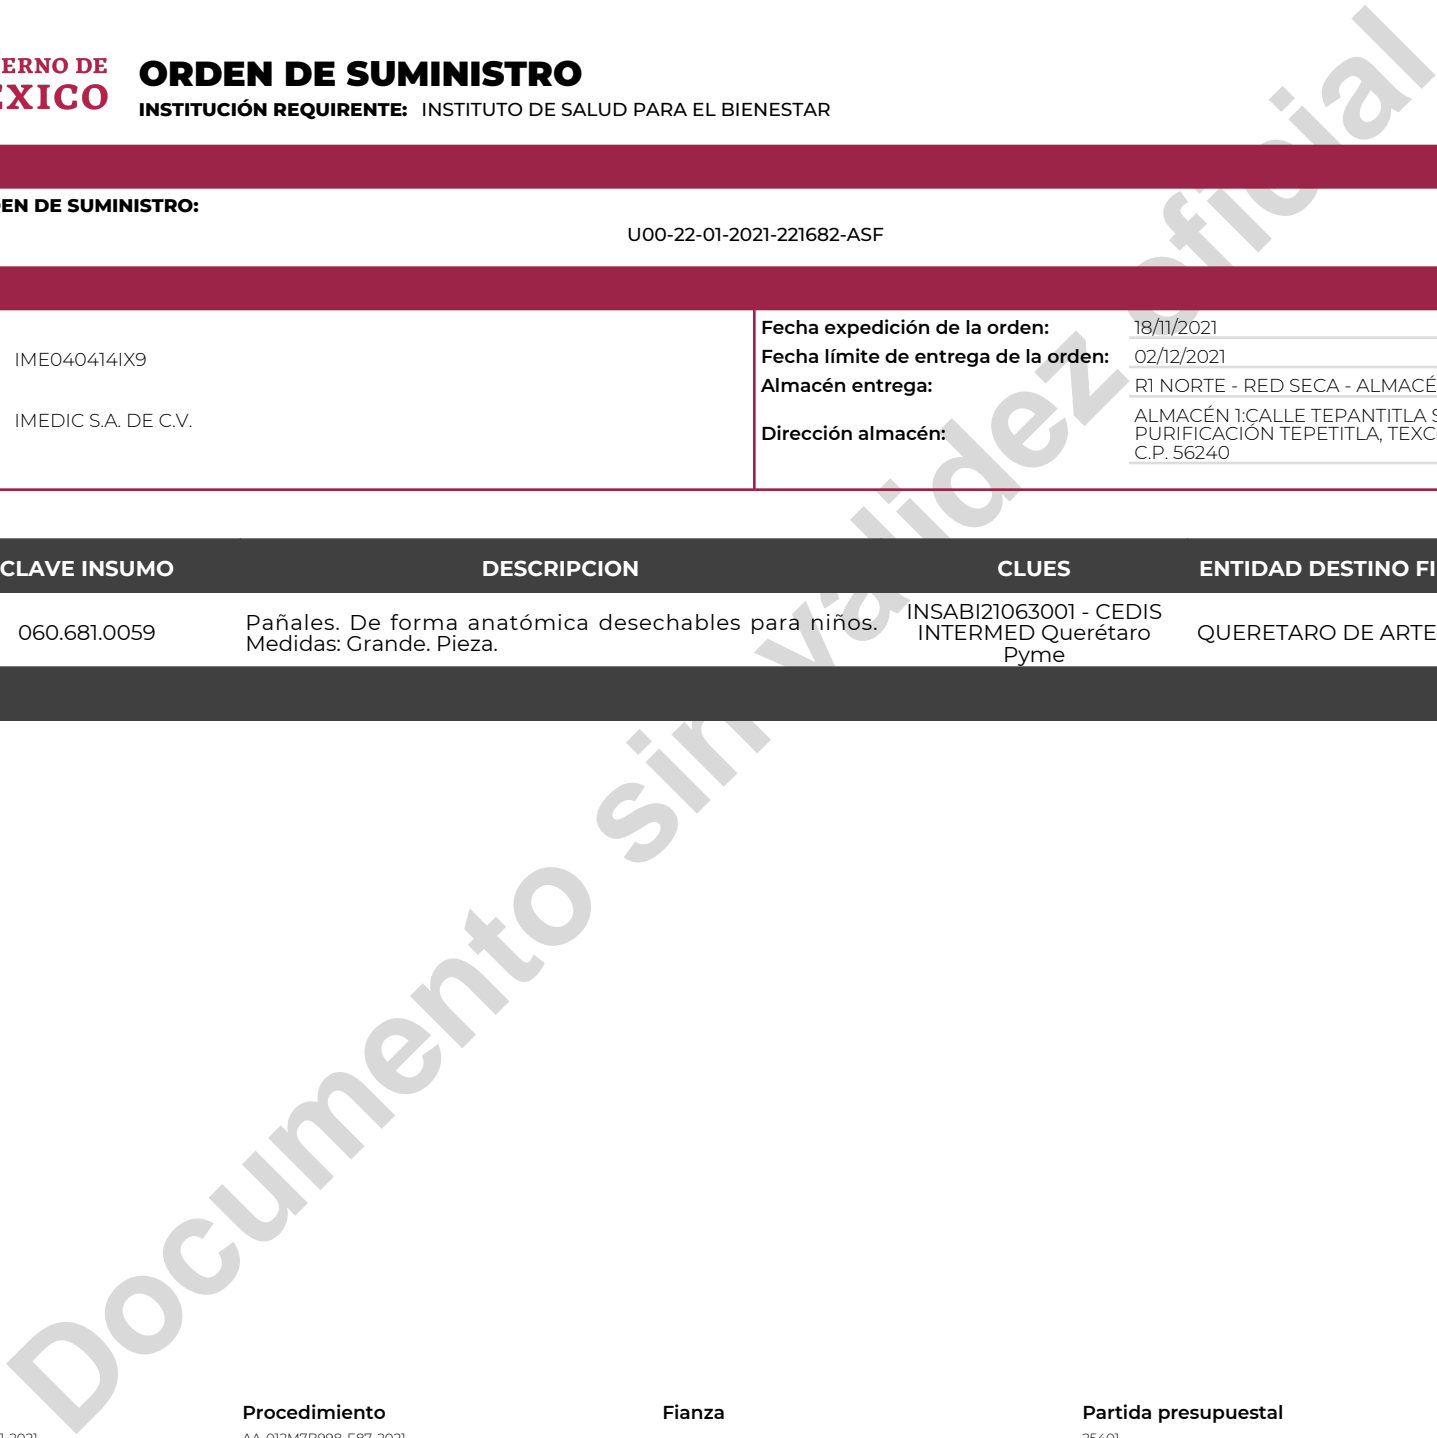 ERNO DE
EXICO
ORDEN DE SUMINISTRO
INSTITUCIÓN REQUIRENTE: INSTITUTO DE SALUD PARA EL BIENESTAR
EN DE SUMINISTRO:
U00-22-01-2021-221682-ASF
IME040414IX9
IMEDIC S.A. DE C.V.
Fecha expedición de la orden: 18/11/2021
Fecha límite de entrega de la orden: 02/12/2021
Almacén entrega: R1 NORTE - RED SECA - ALMACÉ
Dirección almacén: ALMACÉN 1:CALLE TEPANTITLA S
PURIFICACIÓN TEPETITLA, TEXC
C.P. 56240
CLAVE INSUMO DESCRIPCION CLUES ENTIDAD DESTINO FI
060.681.0059
Pañales. De forma anatómica desechables para niños.
Medidas: Grande. Pieza.
INSABI21063001 - CEDIS
INTERMED Querétaro
Pyme
QUERETARO DE ARTE
Documento sin validez oficial
Procedimiento Fianza Partida presupuestal